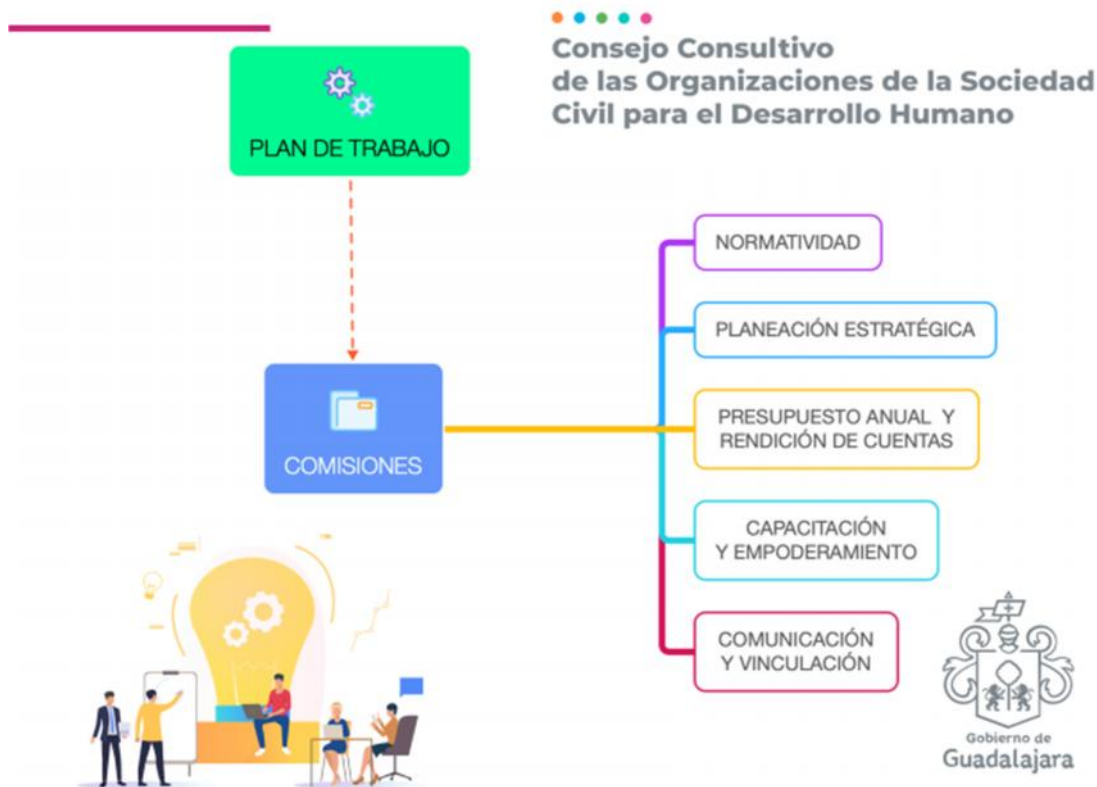 Consejo Consultivo
de las Organizaciones de la Sociedad
Civil para el Desarrollo Humano
PLAN DE TRABAJO
COMISIONES
NORMATIVIDAD
PLANEACIÓN ESTRATÉGICA
PRESUPUESTO ANUAL Y
RENDICIÓN DE CUENTAS
CAPACITACIÓN
Y EMPODERAMIENTO
COMUNICACIÓN
Y VINCULACIÓN
Gobierno de
Guadalajara